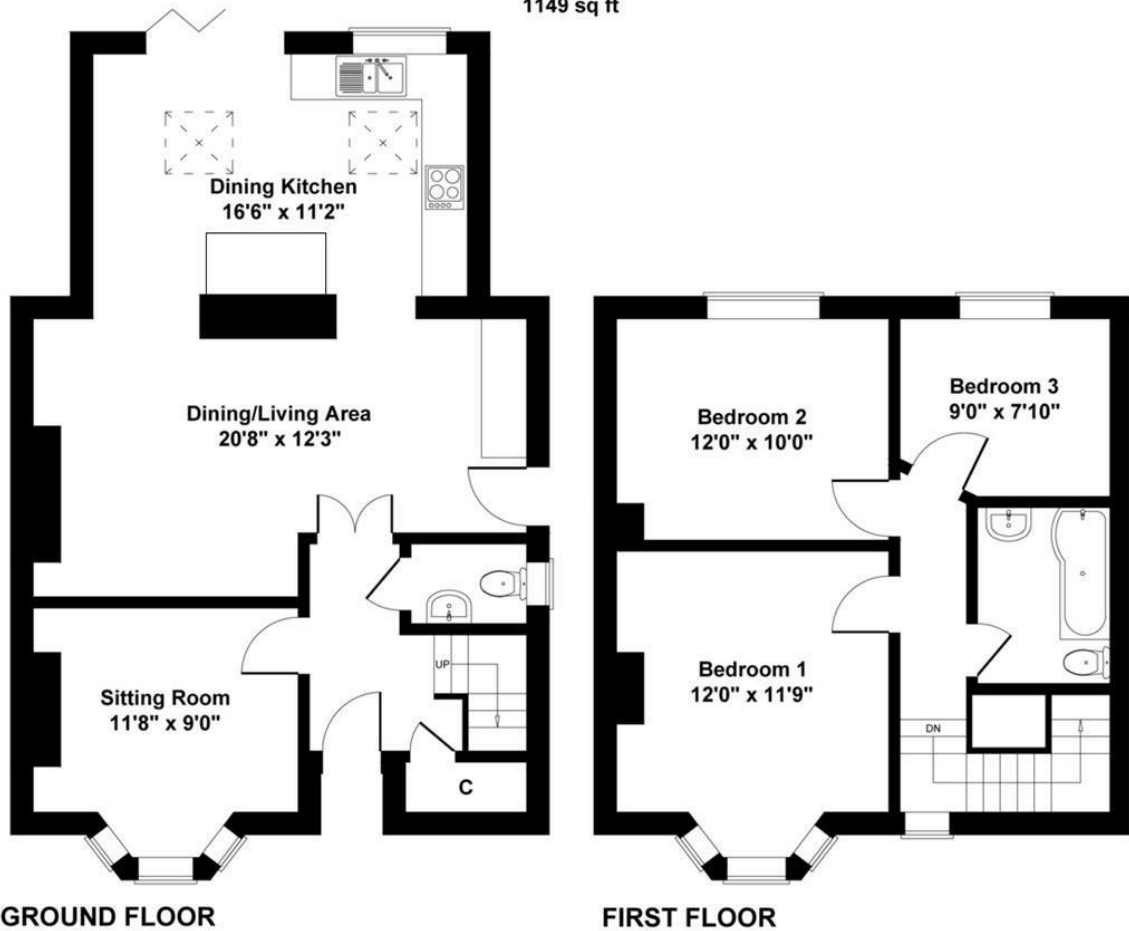 1149 sq ft
Dining Kitchen
16'6" x 11'2"
Dining/Living Area
20'8" x 12'3"
UP
Sitting Room
11'8" x 9'0"
C
GROUND FLOOR
Bedroom 2
12'0" x 10'0"
Bedroom 3
9'0" x 7'10"
Bedroom 1
12'0" x 11'9"
DN
FIRST FLOOR